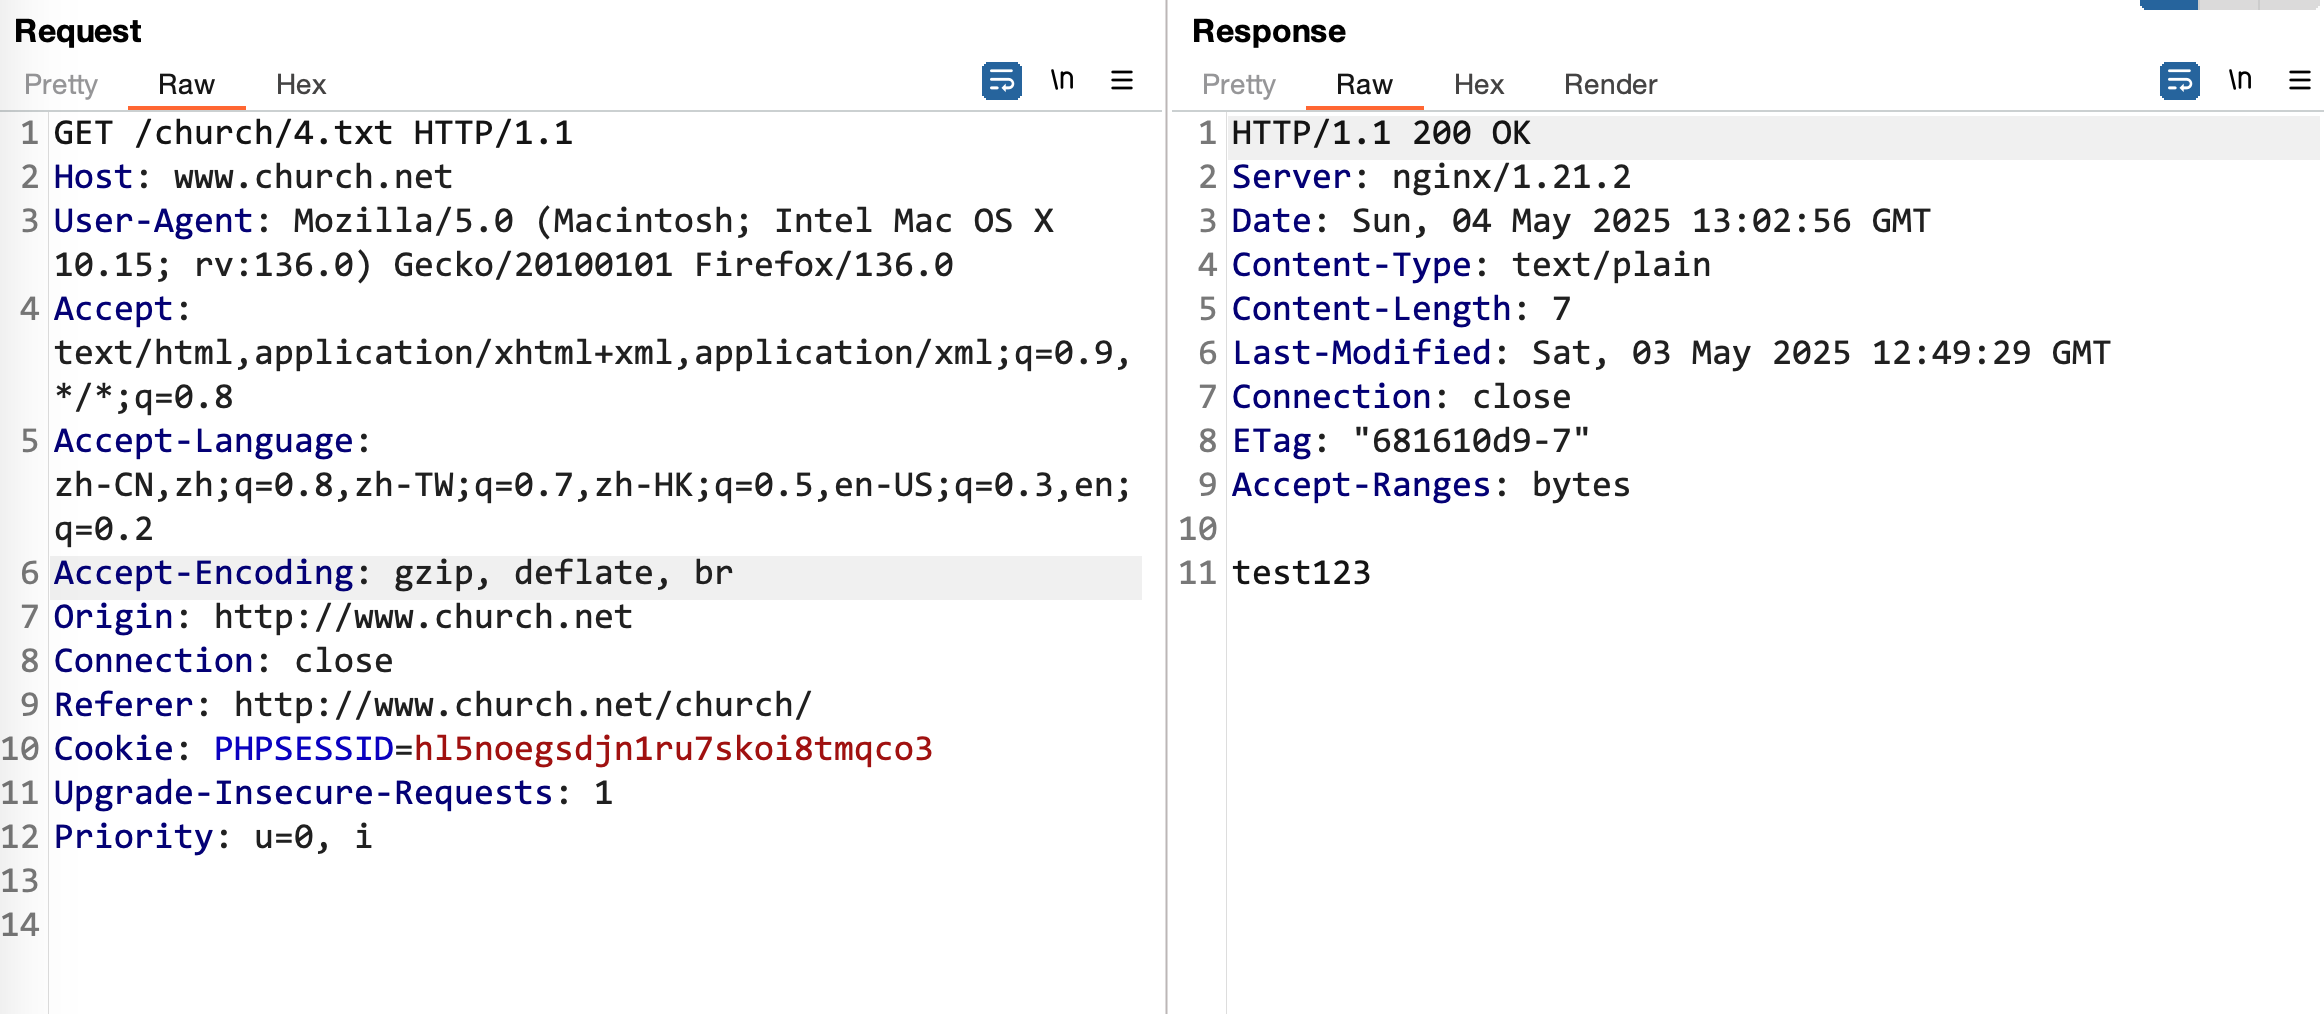 Request
Pretty Raw Hex \n
1 GET /church/4.txt HTTP/1.1
2 Host: www.church.net
3 User-Agent: Mozilla/5.0 (Macintosh; Intel Mac OS X
10.15; rv:136.0) Gecko/20100101 Firefox/136.0
4 Accept:
text/html,application/xhtml+xml,application/xml;q=0.9,
*/*;q=0.8
5 Accept-Language:
zh-CN,zh;q=0.8,zh-TW;q=0.7,zh-HK;q=0.5,en-US;q=0.3,en;
q=0.2
6 Accept-Encoding: gzip, deflate, br
7 Origin: http://www.church.net
8 Connection: close
9 Referer: http://www.church.net/church/
10 Cookie: PHPSESSID=hl5noegsdjn1ru7skoi8tmqco3
11 Upgrade-Insecure-Requests: 1
12 Priority: u=0, i
13
14
Response
Pretty Raw Hex Render \n
1 HTTP/1.1 200 OK
2 Server: nginx/1.21.2
3 Date: Sun, 04 May 2025 13:02:56 GMT
4 Content-Type: text/plain
5 Content-Length: 7
6 Last-Modified: Sat, 03 May 2025 12:49:29 GMT
7 Connection: close
8 ETag: "681610d9-7"
9 Accept-Ranges: bytes
10
11 test123